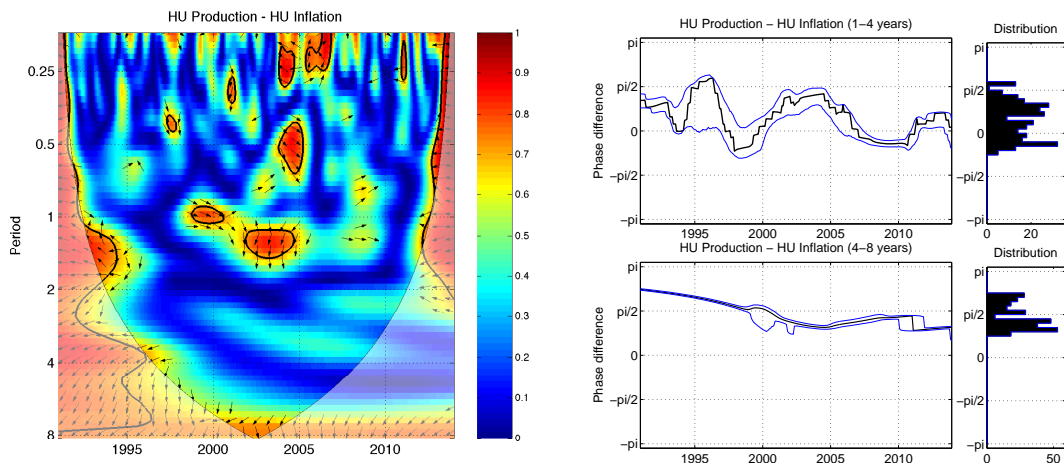 HU Production - HU Inflation
Period
0.25
0.5
1
2
4
8
1995
2000
2005
2010
1
0.9
0.8
0.7
0.6
0.5
0.4
0.3
0.2
0.1
0
HU Production − HU Inflation (1−4 years)
Phase difference
pi
pi/2
0
−pi/2
−pi
1995
2000
2005
2010
Distribution
pi
pi/2
0
−pi/2
−pi
0
20
HU Production − HU Inflation (4−8 years)
Phase difference
pi
pi/2
0
−pi/2
−pi
1995
2000
2005
2010
Distribution
pi
pi/2
0
−pi/2
−pi
0
50